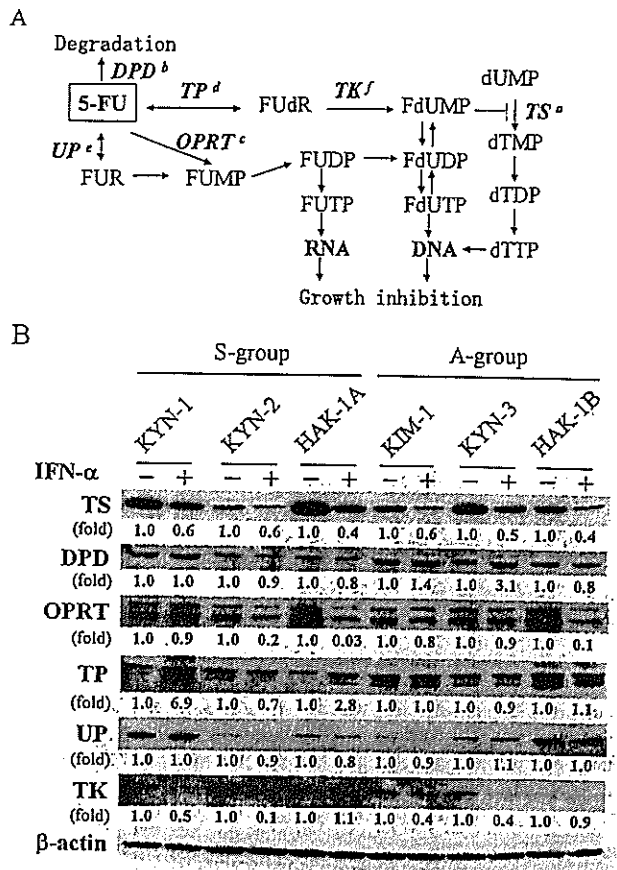 A
Degradation
DPD b
5-FU TP d FUdR TK f FdUMP dUMP
TS a
UP e OPRT c dTMP
FUR FUMP FUDP FdUDP
dTDP
FUTP FdUTP
RNA DNA dTTP
Growth inhibition
B
S-group A-group
KYN-1 KYN-2 HAK-1A KIM-1 KYN-3 HAK-1B
IFN-α − + − + − + − + − + − +
TS
(fold) 1.0 0.6 1.0 0.6 1.0 0.4 1.0 0.6 1.0 0.5 1.0 0.4
DPD
(fold) 1.0 1.0 1.0 0.9 1.0 0.8 1.0 1.4 1.0 3.1 1.0 0.8
OPRT
(fold) 1.0 0.9 1.0 0.2 1.0 0.03 1.0 0.8 1.0 0.9 1.0 0.1
TP
(fold) 1.0 6.9 1.0 0.7 1.0 2.8 1.0 1.0 1.0 0.9 1.0 1.1
UP
(fold) 1.0 1.0 1.0 0.9 1.0 0.8 1.0 0.9 1.0 1.1 1.0 1.0
TK
(fold) 1.0 0.5 1.0 0.1 1.0 1.1 1.0 0.4 1.0 0.4 1.0 0.9
β-actin